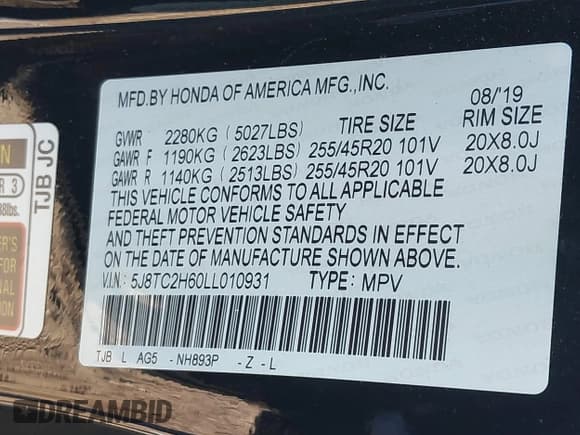 MFD.BY HONDA OF AMERICA MFG.,INC.
08/'19
GVWR 2280KG (5027LBS) TIRE SIZE RIM SIZE
GAWR F 1190KG (2623LBS) 255/45R20 101V 20X8.0J
GAWR R 1140KG (2513LBS) 255/45R20 101V 20X8.0J
THIS VEHICLE CONFORMS TO ALL APPLICABLE
FEDERAL MOTOR VEHICLE SAFETY
AND THEFT PREVENTION STANDARDS IN EFFECT
ON THE DATE OF MANUFACTURE SHOWN ABOVE.
V.I.N.: 5J8TC2H60LL010931 TYPE: MPV
TJB L AG5 -NH893P -Z-L
TJB JC
R 3
lbs.
FOR
DREAMBID